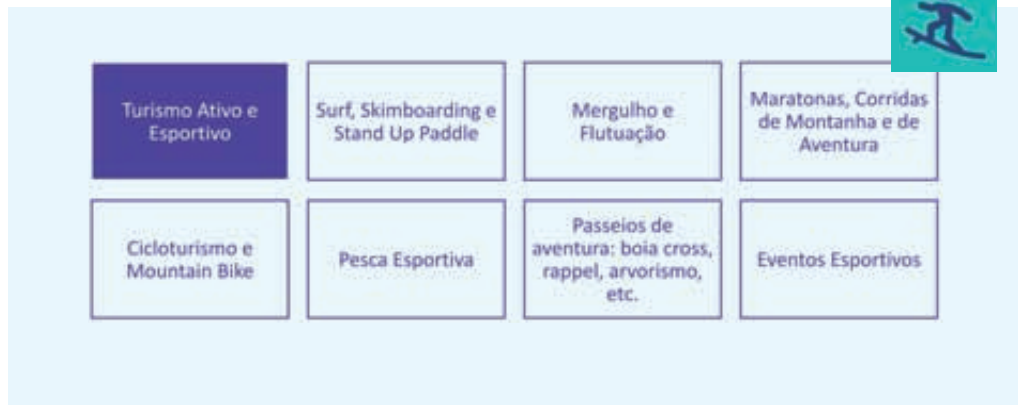 Turismo Ativo e
Esportivo
Surf, Skimboarding e
Stand Up Paddle
Mergulho e
Flutuação
Maratonas, Corridas
de Montanha e de
Aventura
Cicloturismo e
Mountain Bike
Pesca Esportiva
Passeios de
aventura: boia cross,
rappel, arvorismo,
etc.
Eventos Esportivos